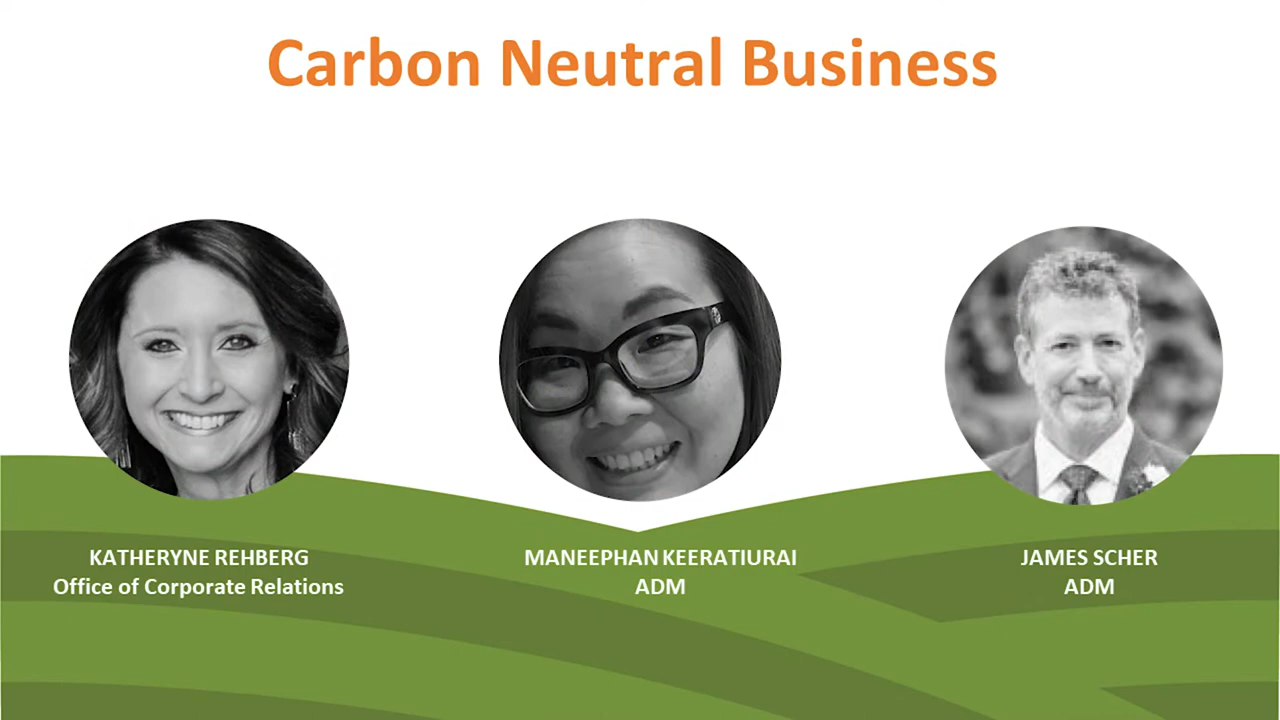 Carbon Neutral Business
KATHERYNE REHBERG
Office of Corporate Relations
MANEEPHAN KEERATIURAI
ADM
JAMES SCHER
ADM